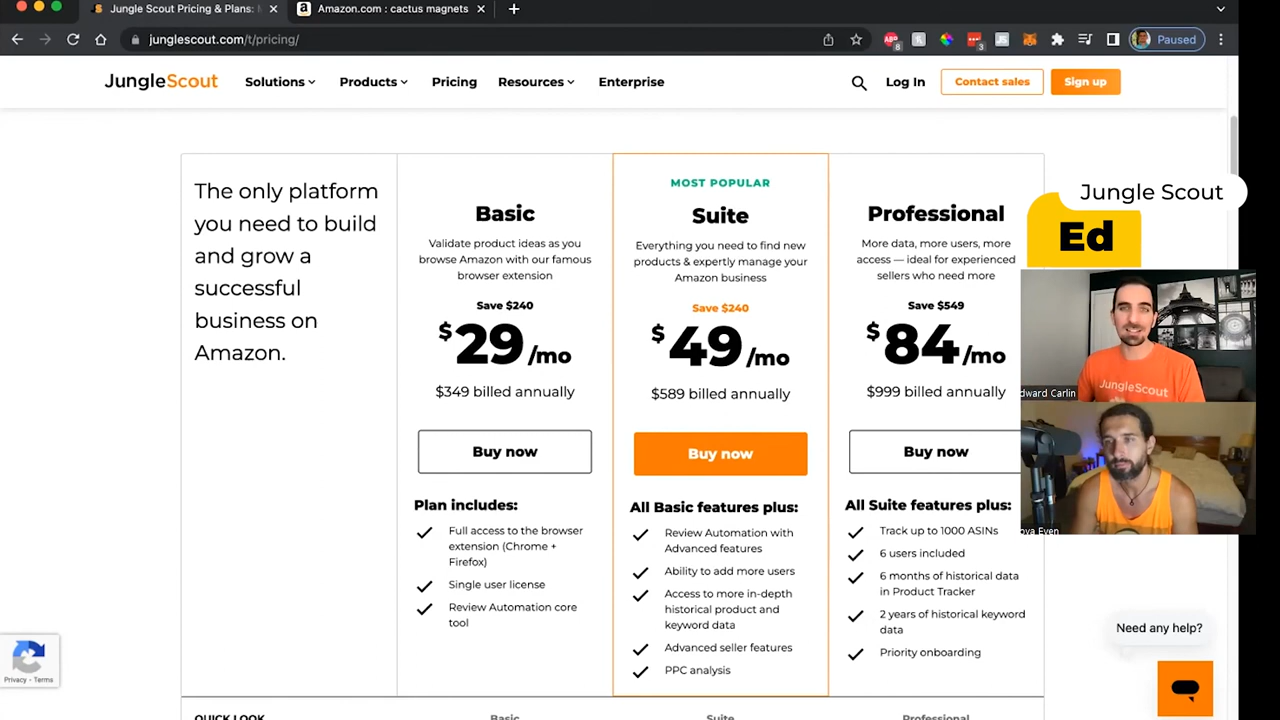 Jungle Scout Pricing & Plans: M
Amazon.com : cactus magnets
junglescout.com/t/pricing/
Paused
JungleScout
Solutions
Products
Pricing
Resources
Enterprise
Log In
Contact sales
Sign up
The only platform
you need to build
and grow a
successful
business on
Amazon.
Basic
Validate product ideas as you
browse Amazon with our famous
browser extension
Save $240
$29/mo
$349 billed annually
Buy now
Plan includes:
Full access to the browser
extension (Chrome +
Firefox)
Single user license
Review Automation core
tool
MOST POPULAR
Suite
Everything you need to find new
products & expertly manage your
Amazon business
Save $240
$49/mo
$589 billed annually
Buy now
All Basic features plus:
Review Automation with
Advanced features
Ability to add more users
Access to more in-depth
historical product and
keyword data
Advanced seller features
PPC analysis
Professional
More data, more users, more
access — ideal for experienced
sellers who need more
Save $549
$84/mo
$999 billed annually
Buy now
All Suite features plus:
Track up to 1000 ASINs
6 users included
6 months of historical data
in Product Tracker
2 years of historical keyword
data
Priority onboarding
Jungle Scout
Ed
JungleScout
dward Carlin
ova Even
Need any help?
Privacy - Terms
QUICK LOOK
Basic
Suite
Professional